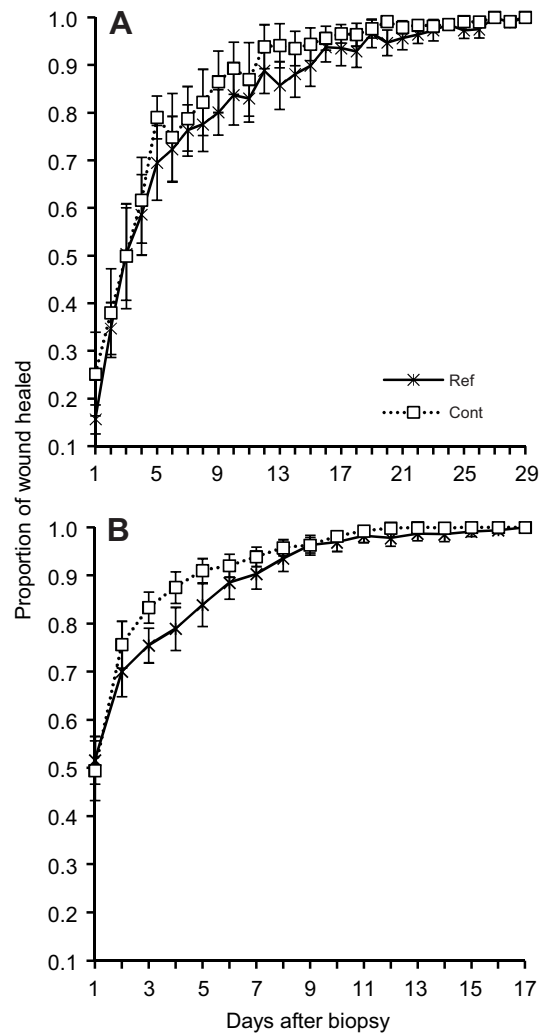 A
1.0
0.9
0.8
0.7
0.6
0.5
0.4
0.3
0.2
0.1
Ref
Cont
1 5 9 13 17 21 25 29
Proportion of wound healed
B
1.0
0.9
0.8
0.7
0.6
0.5
0.4
0.3
0.2
0.1
1 3 5 7 9 11 13 15 17
Days after biopsy